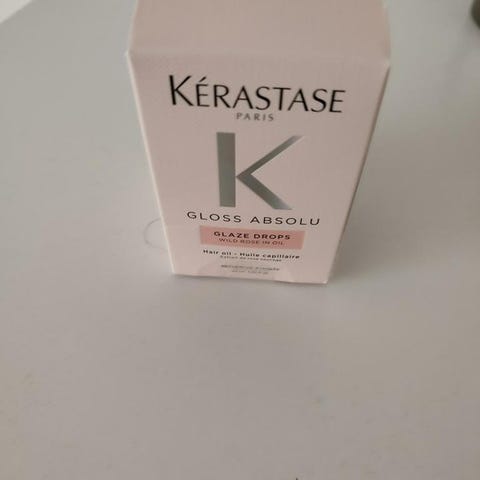 KÉRASTASE
PARIS
K
GLOSS ABSOLU
GLAZE DROPS
WILD ROSE IN OIL
Hair oil - Huile capillaire